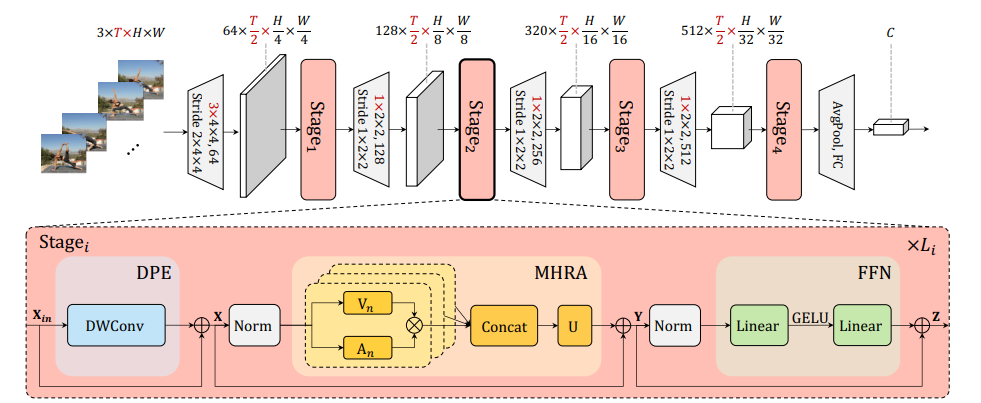 3×T×H×W
64×T/2×H/4×W/4
128×T/2×H/8×W/8
320×T/2×H/16×W/16
512×T/2×H/32×W/32
C
3×4×4, 64
Stride 2×4×4
Stage₁
1×2×2, 128
Stride 1×2×2
Stage₂
1×2×2, 256
Stride 1×2×2
Stage₃
1×2×2, 512
Stride 1×2×2
Stage₄
AvgPool, FC
Stageᵢ
×Lᵢ
DPE
MHRA
FFN
X_in
DWConv
X
Norm
Vₙ
Aₙ
Concat
U
Y
Norm
Linear
GELU
Linear
Z